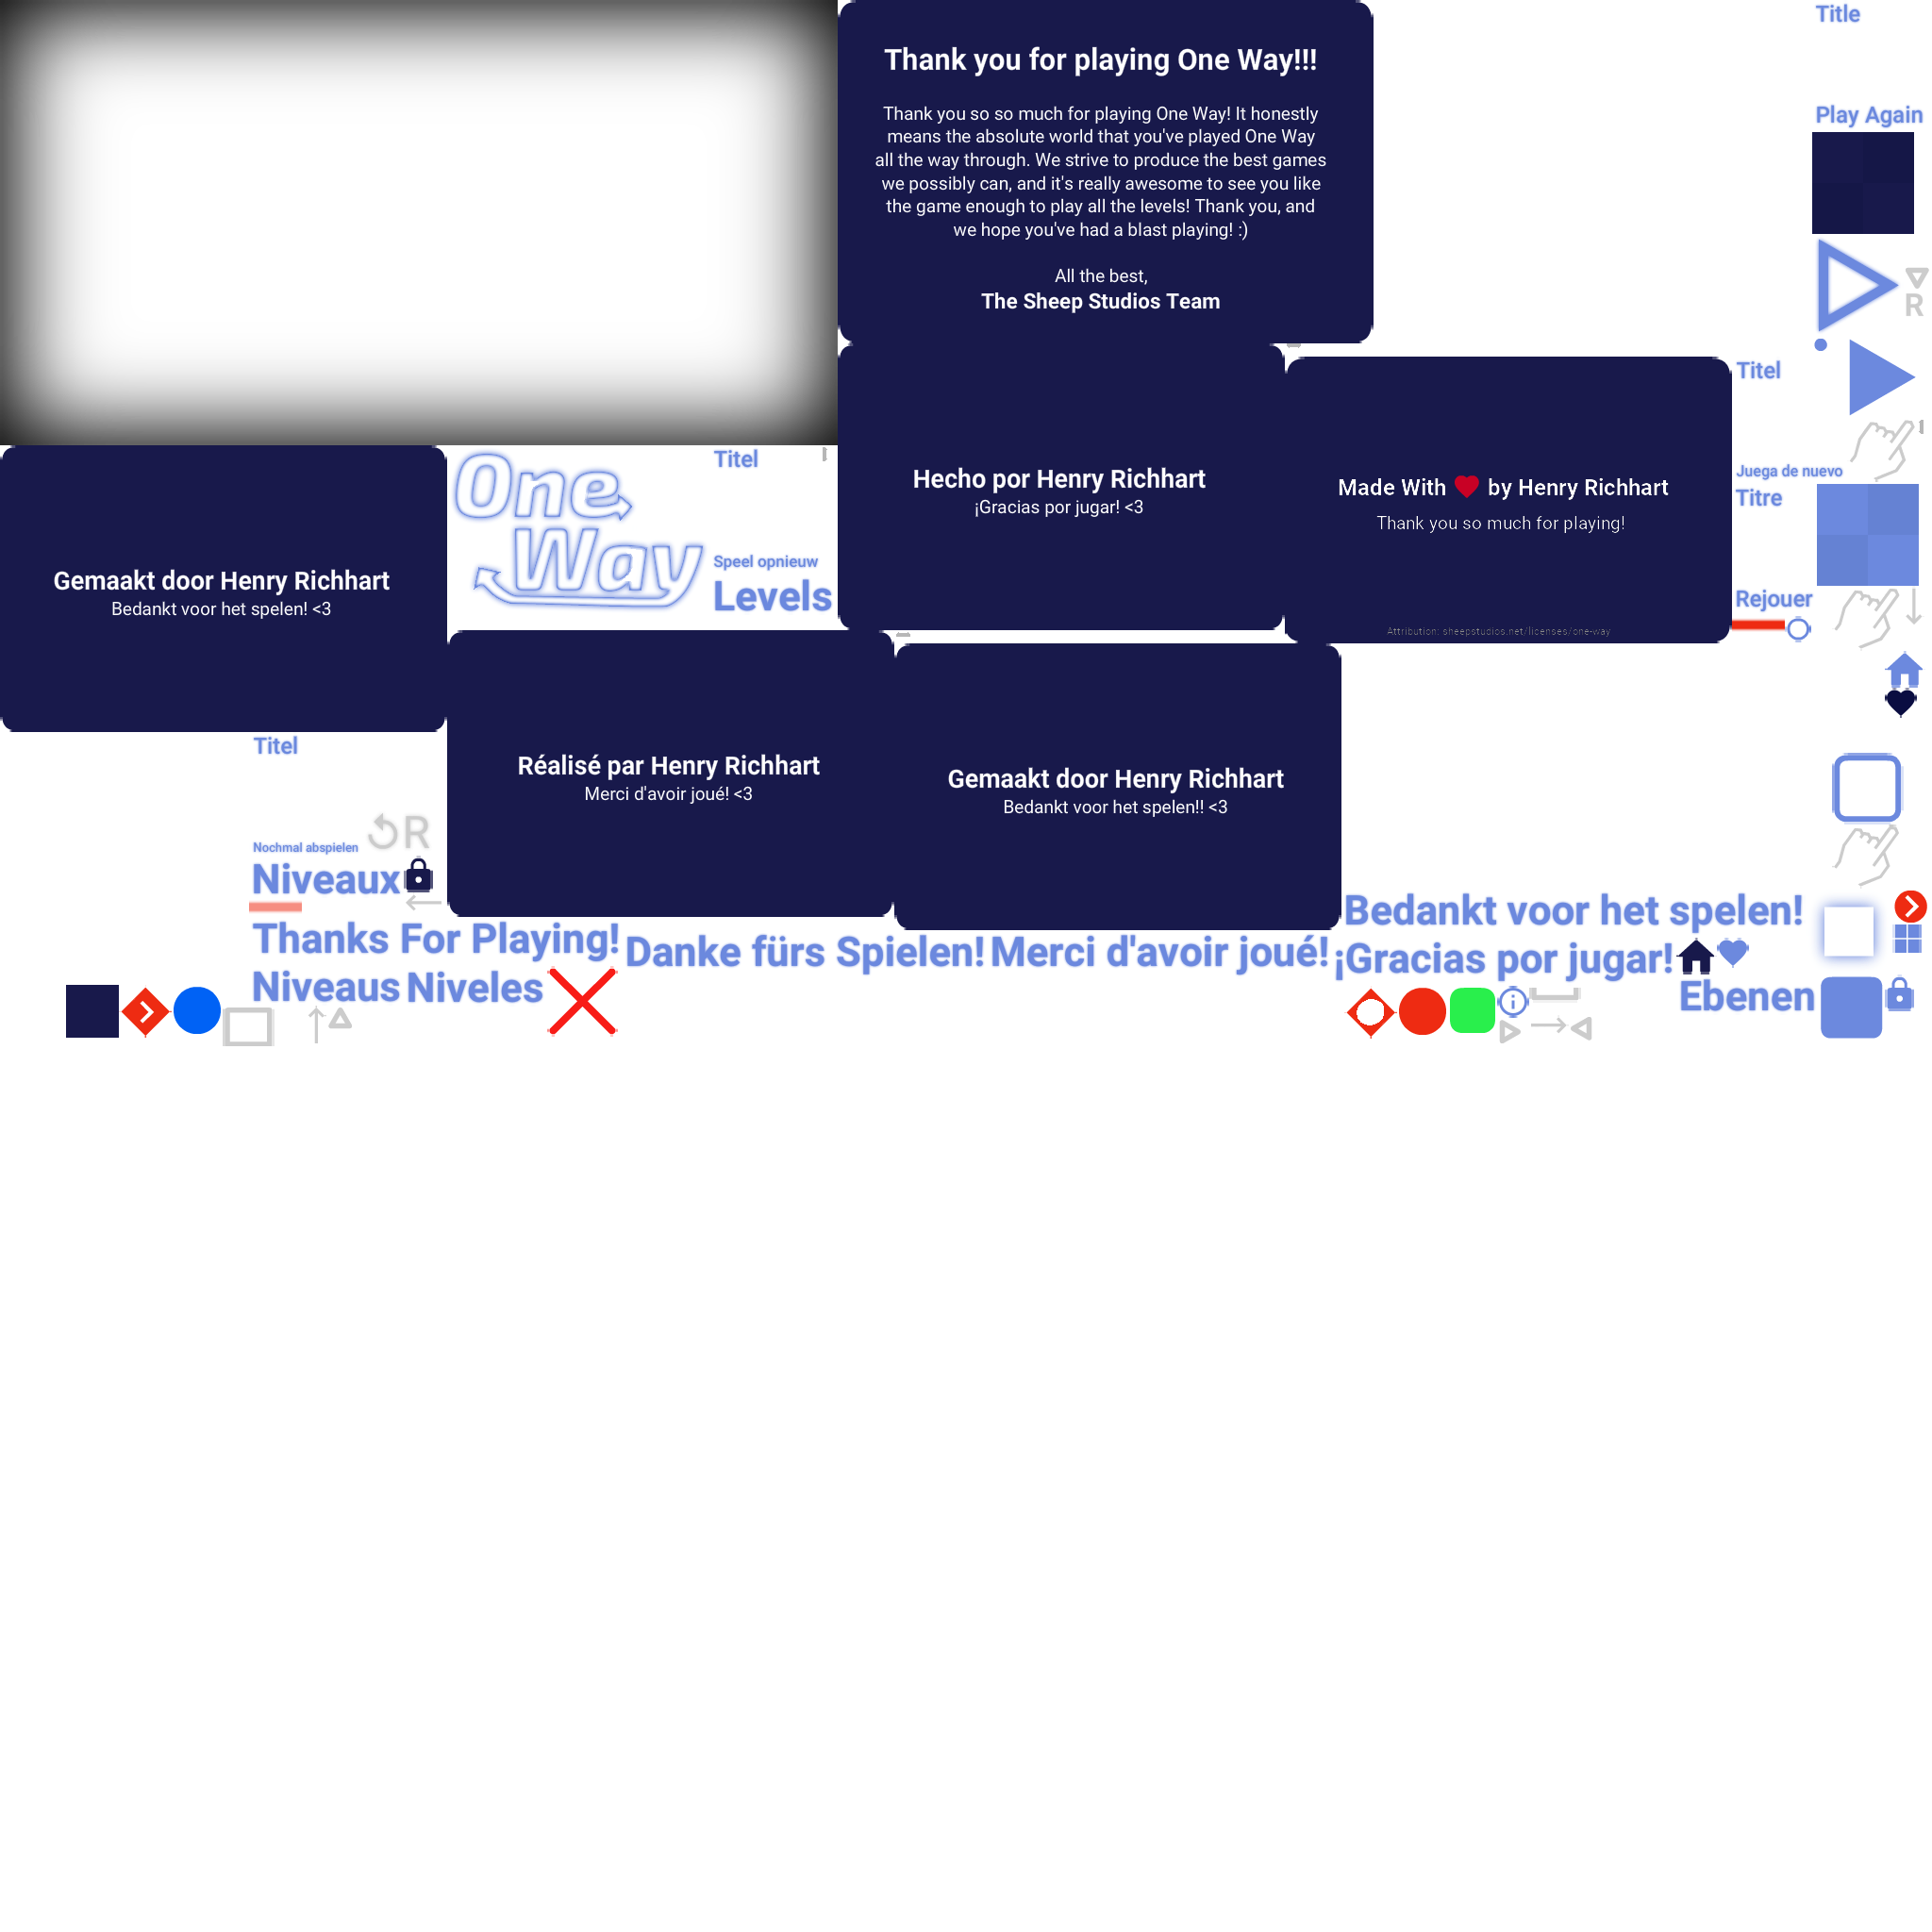 Title
Thank you for playing One Way!!!
Thank you so so much for playing One Way! It honestly
means the absolute world that you've played One Way
all the way through. We strive to produce the best games
we possibly can, and it's really awesome to see you like
the game enough to play all the levels! Thank you, and
we hope you've had a blast playing! :)
All the best,
The Sheep Studios Team
Play Again
R
Titel
Hecho por Henry Richhart
¡Gracias por jugar! <3
Made With ❤ by Henry Richhart
Thank you so much for playing!
Attribution: sheepstudios.net/licenses/one-way
Juega de nuevo
Titre
Rejouer
Gemaakt door Henry Richhart
Bedankt voor het spelen! <3
One
Way
Titel
Speel opnieuw
Levels
Titel
Réalisé par Henry Richhart
Merci d'avoir joué! <3
Gemaakt door Henry Richhart
Bedankt voor het spelen!! <3
R
Nochmal abspielen
Niveaux
Thanks For Playing!
Danke fürs Spielen!
Merci d'avoir joué!
Bedankt voor het spelen!
¡Gracias por jugar!
Niveaus
Niveles
Ebenen